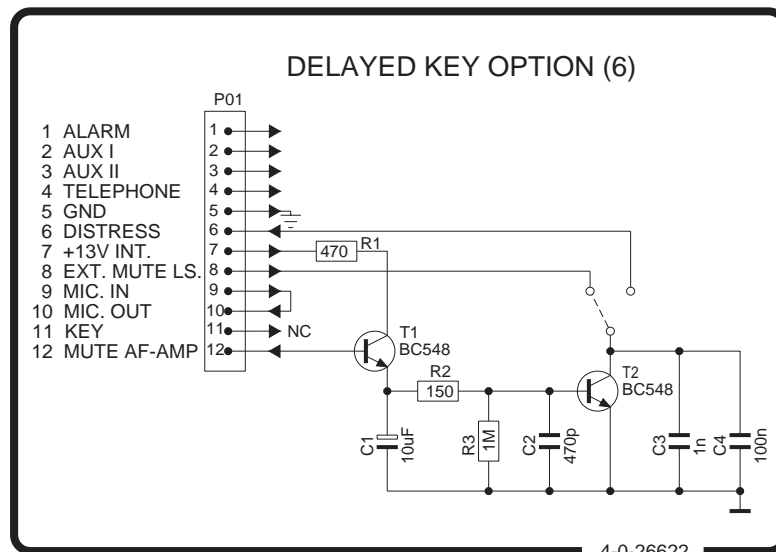 DELAYED KEY OPTION (6)
P01
1 ALARM 1
2 AUX I 2
3 AUX II 3
4 TELEPHONE 4
5 GND 5
6 DISTRESS 6
7 +13V INT. 7
8 EXT. MUTE LS. 8
9 MIC. IN 9
10 MIC. OUT 10
11 KEY 11 NC
12 MUTE AF-AMP 12
470 R1
T1
BC548
R2
150
T2
BC548
C1
10uF
R3
1M
C2
470p
C3
1n
C4
100n
4-0-26622